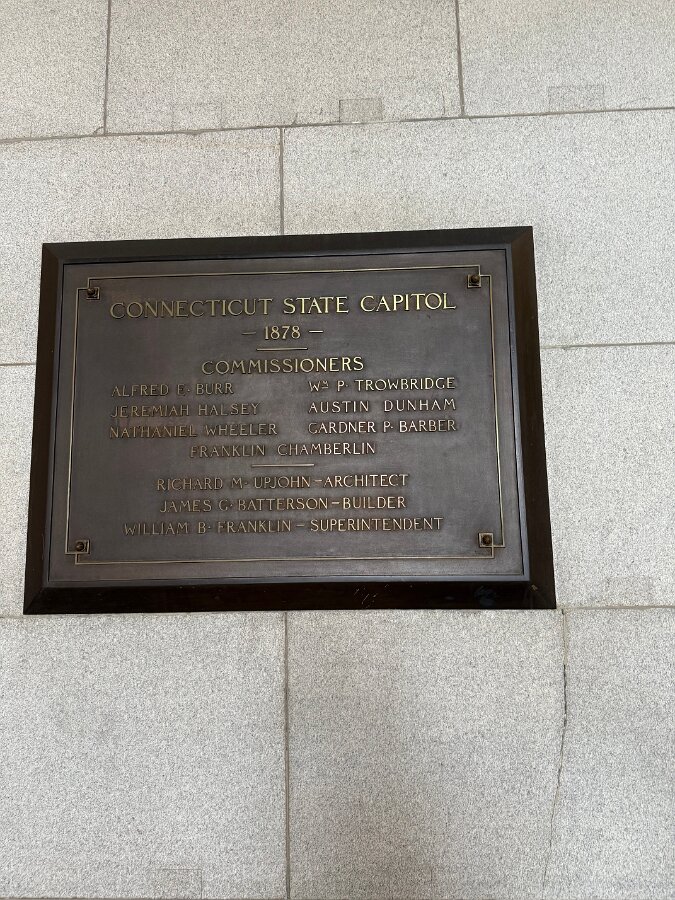 CONNECTICUT STATE CAPITOL
— 1878 —
COMMISSIONERS
ALFRED E. BURR Wᴹ P. TROWBRIDGE
JEREMIAH HALSEY AUSTIN DUNHAM
NATHANIEL WHEELER GARDNER P. BARBER
FRANKLIN CHAMBERLIN
RICHARD M. UPJOHN – ARCHITECT
JAMES G. BATTERSON – BUILDER
WILLIAM B. FRANKLIN – SUPERINTENDENT